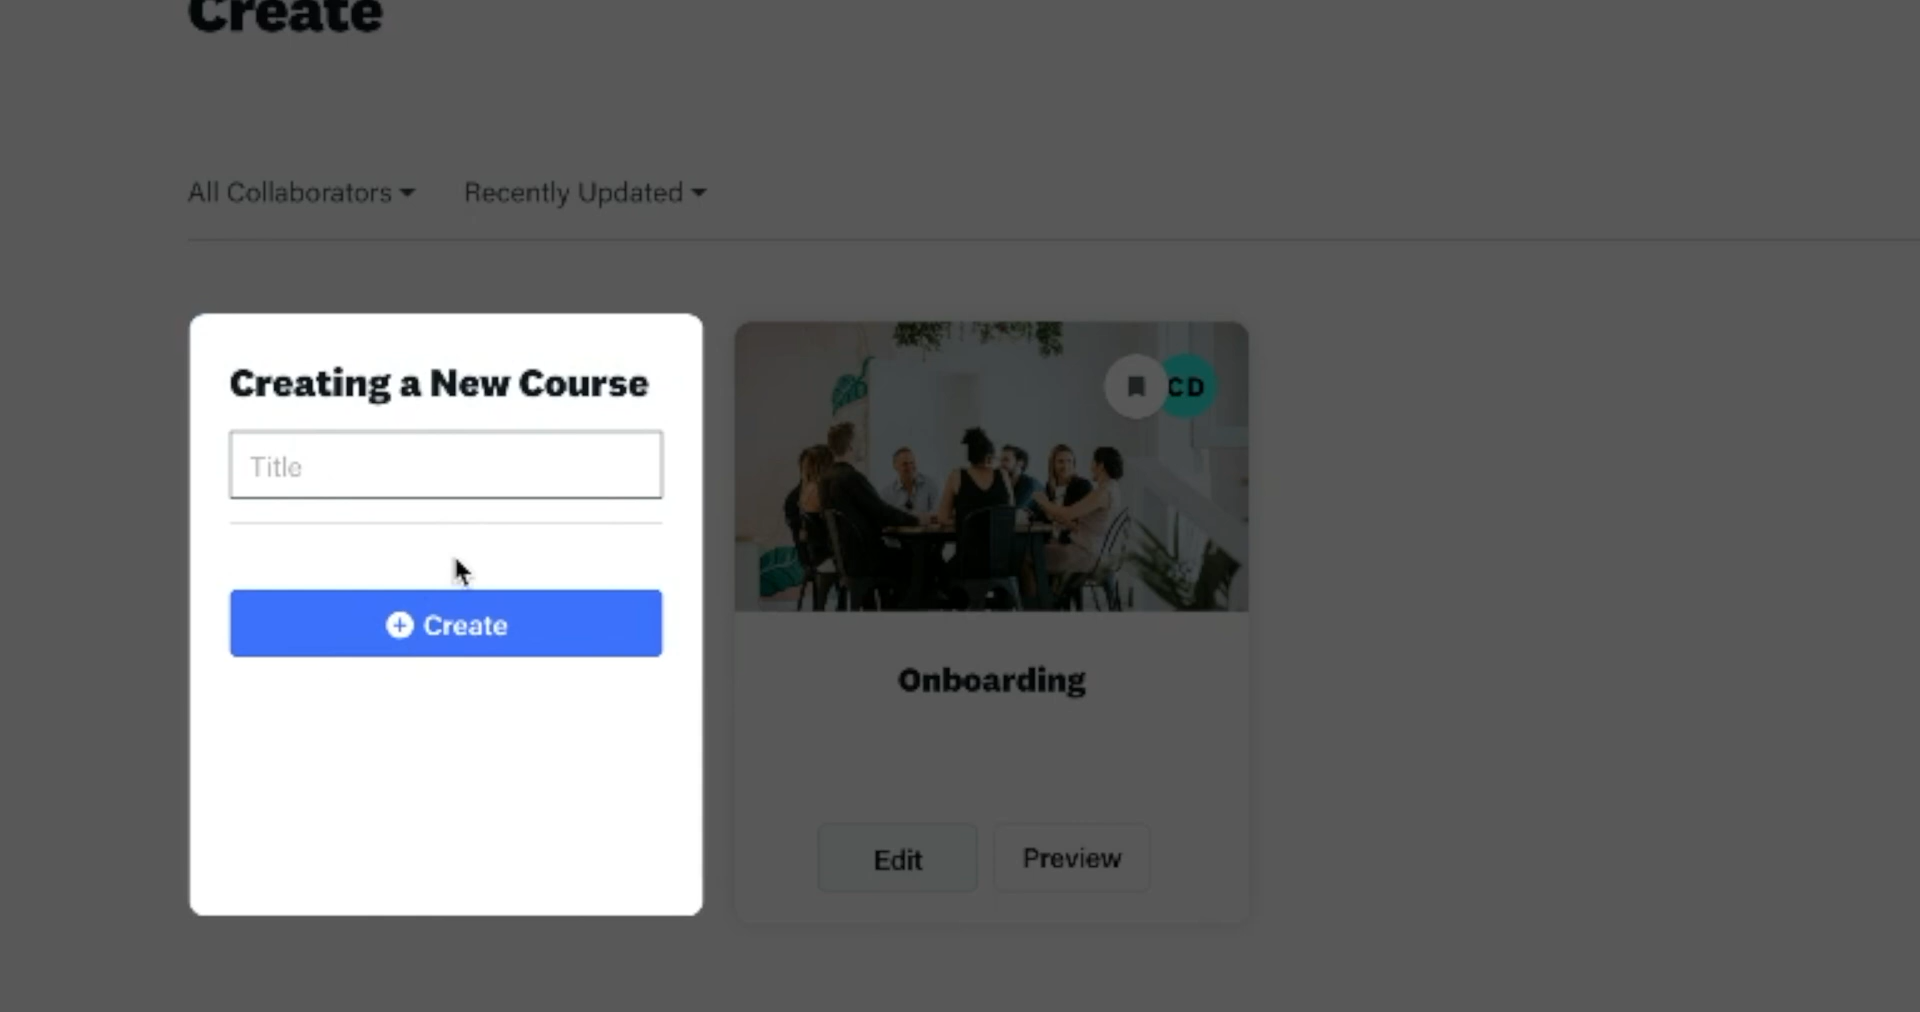 Create
All Collaborators
Recently Updated
Creating a New Course
Title
Create
CD
Onboarding
Edit
Preview